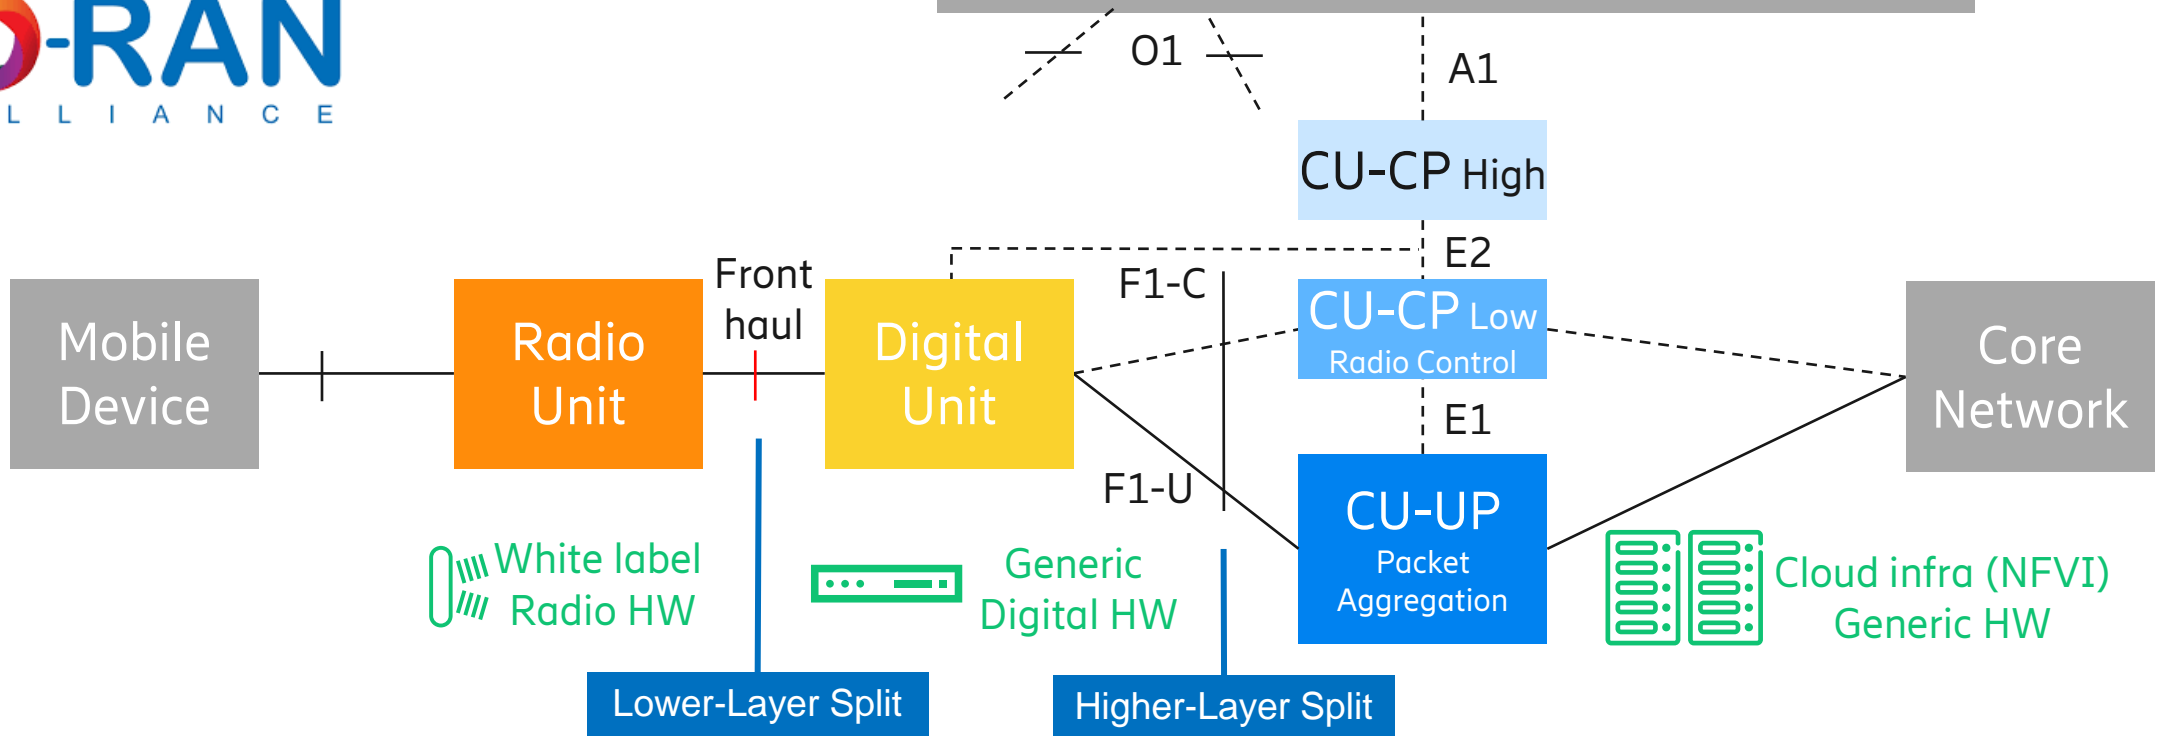 O-RAN
ALLIANCE
O1
A1
CU-CP High
E2
Front
haul
F1-C
Mobile
Device
Radio
Unit
Digital
Unit
CU-CP Low
Radio Control
Core
Network
E1
F1-U
CU-UP
Packet
Aggregation
White label
Radio HW
Generic
Digital HW
Cloud infra (NFVI)
Generic HW
Lower-Layer Split
Higher-Layer Split